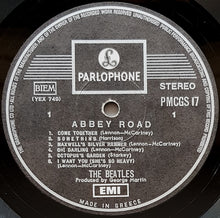 PARLOPHONE
BIEM
(YEX 749)
STEREO
PMCGS 17
1
1
ABBEY ROAD
1. COME TOGETHER (Lennon-McCartney)
2. SOMETHING (Harrison)
3. MAXWELL'S SILVER HAMMER (Lennon-McCartney)
4. OH! DARLING (Lennon-McCartney)
5. OCTOPUS'S GARDEN (Starkey)
6. I WANT YOU (SHE'S SO HEAVY)
(Lennon-McCartney)
THE BEATLES
Produced by George Martin
EMI
MADE IN GREECE